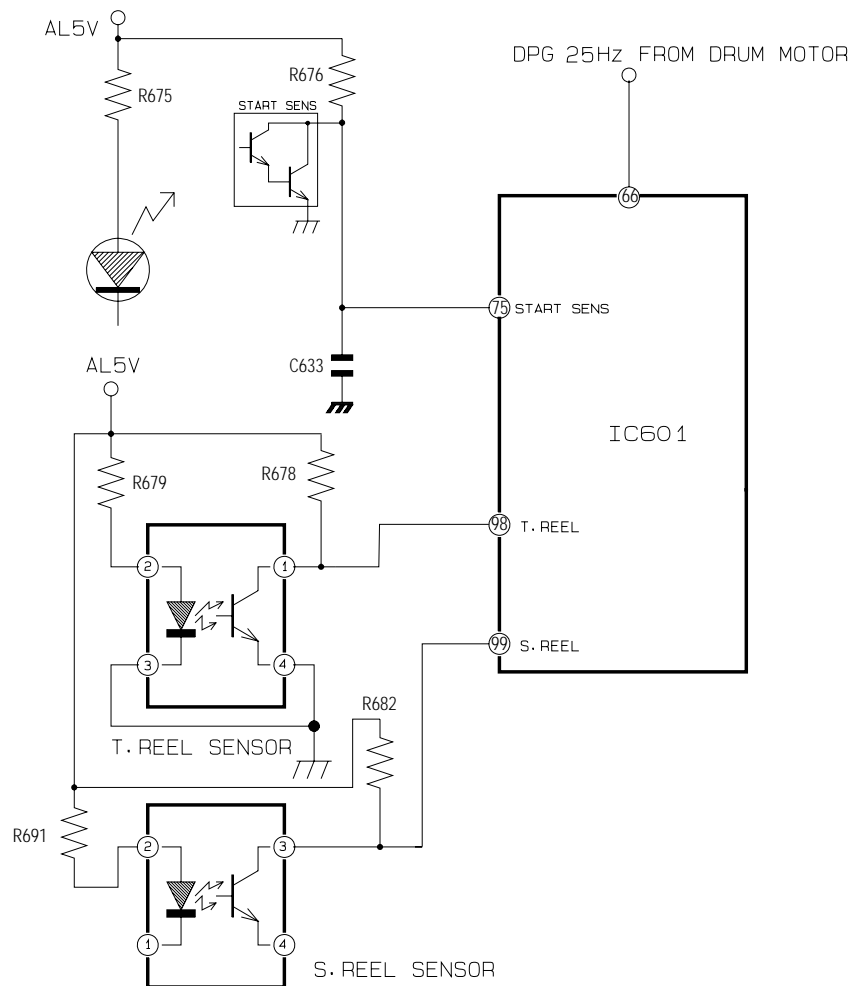 AL5V
DPG 25Hz FROM DRUM MOTOR
R676
R675
START SENS
66
75 START SENS
AL5V
C633
IC601
R679
R678
98 T.REEL
2
1
3
4
99 S.REEL
R682
T.REEL SENSOR
R691
2
3
1
4
S.REEL SENSOR